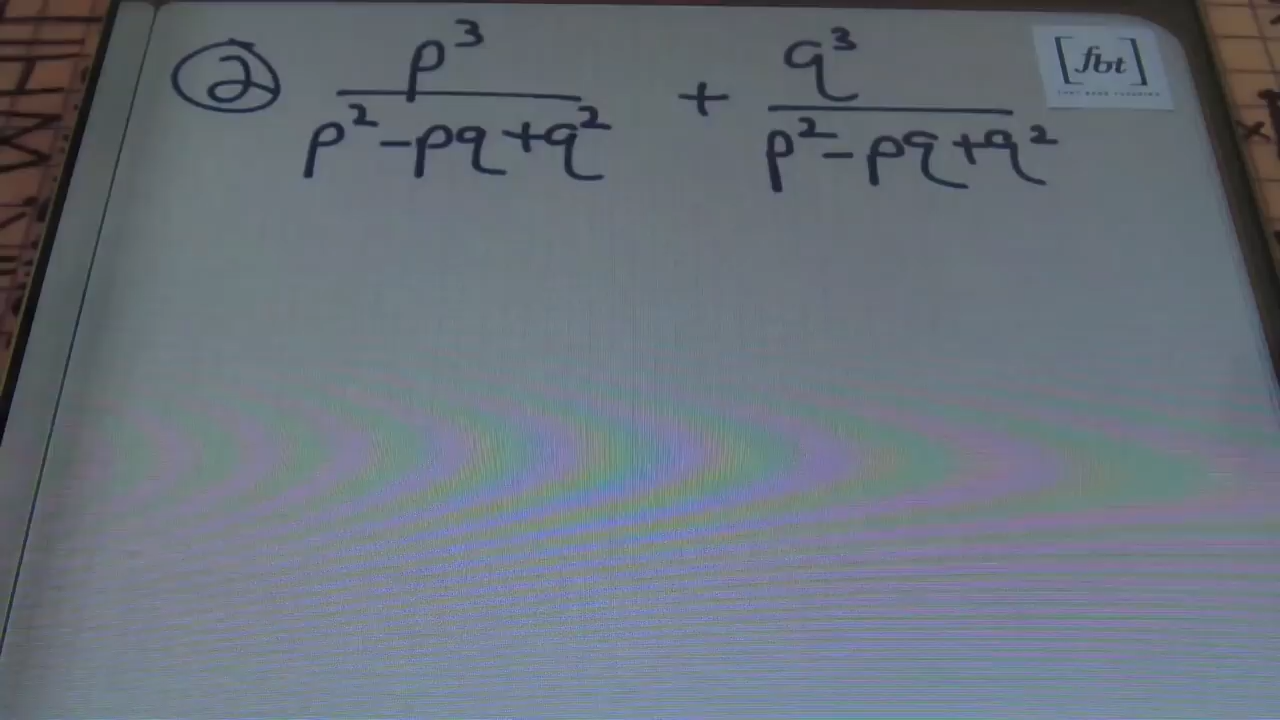 ② p³/(p²-pq+q²) + q³/(p²-pq+q²)
[fbt]